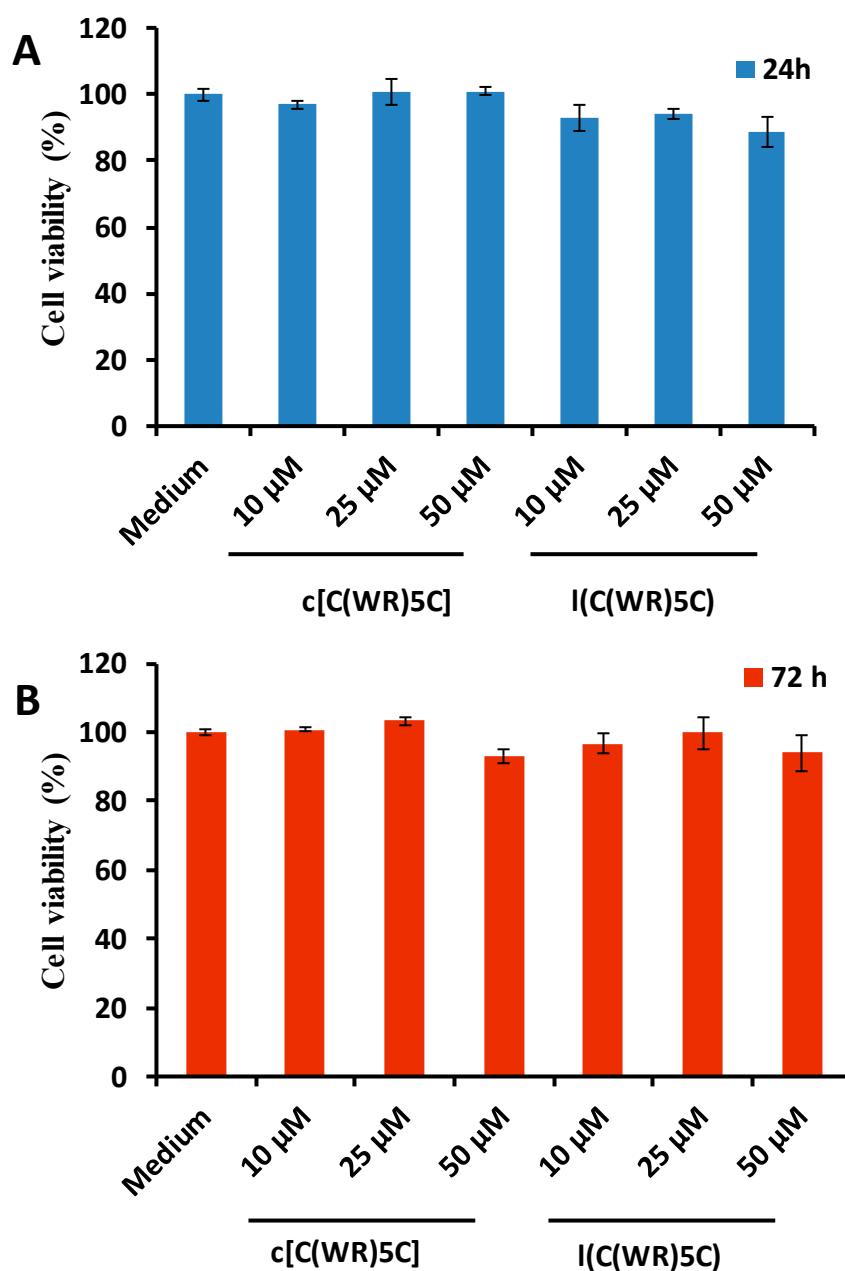 A
120
100
80
60
40
20
0
Cell viability (%)
24h
Medium
10 µM
25 µM
50 µM
10 µM
25 µM
50 µM
c[C(WR)5C]
l(C(WR)5C)
B
120
100
80
60
40
20
0
Cell viability (%)
72 h
Medium
10 µM
25 µM
50 µM
10 µM
25 µM
50 µM
c[C(WR)5C]
l(C(WR)5C)